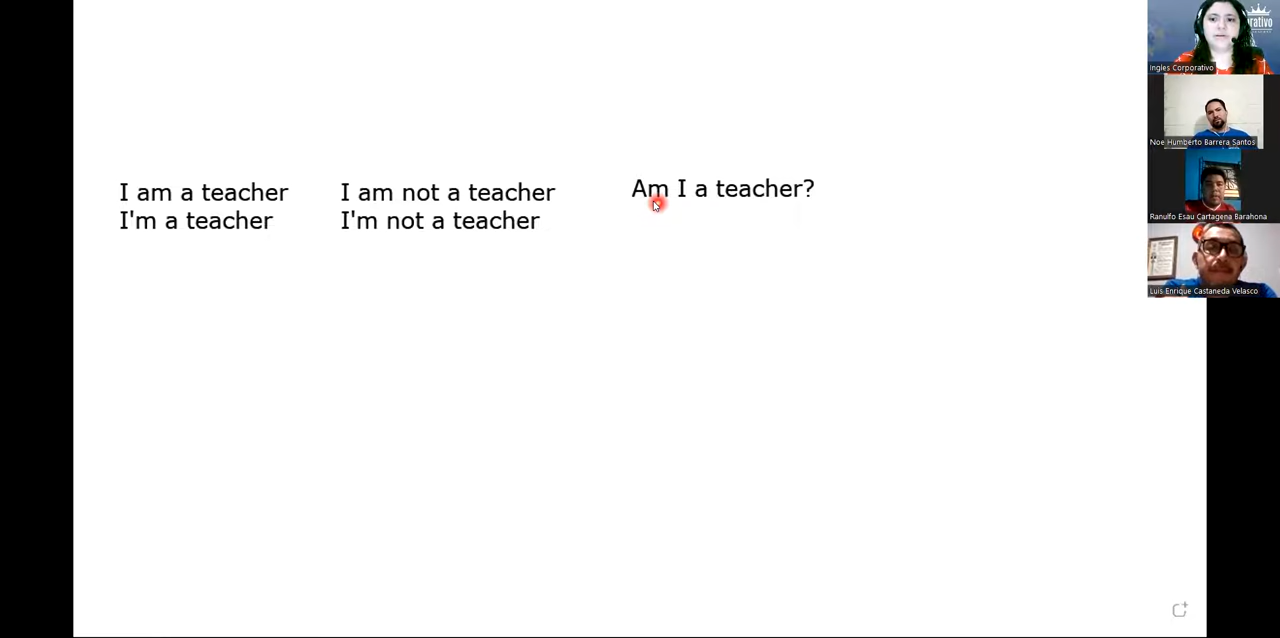 I am a teacher
I'm a teacher
I am not a teacher
I'm not a teacher
Am I a teacher?
rativo
Ingles Corporativo
Noe Humberto Barrera Santos
Ranulfo Esau Cartagena Barahona
Luis Enrique Castaneda Velasco